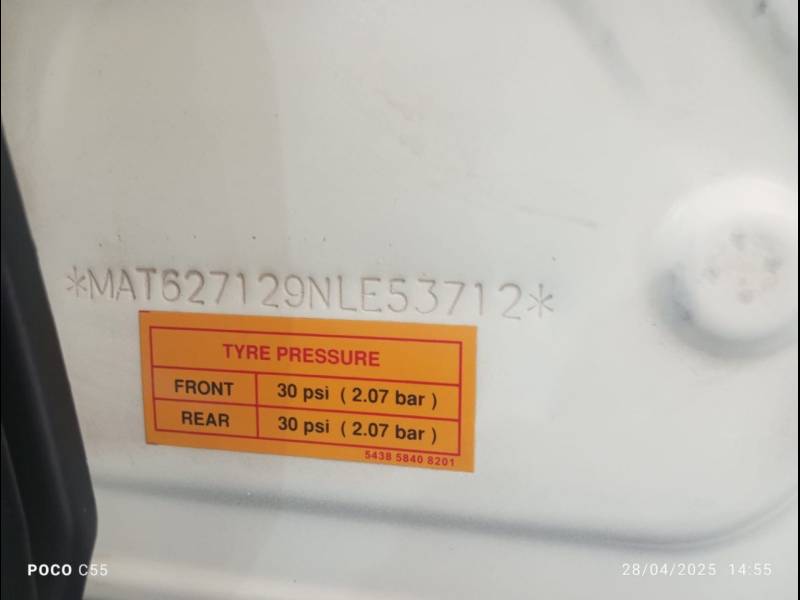 *MAT627129NLE53712*
TYRE PRESSURE
FRONT 30 psi ( 2.07 bar )
REAR 30 psi ( 2.07 bar )
5438 5840 8201
POCO C55 28/04/2025 14:55